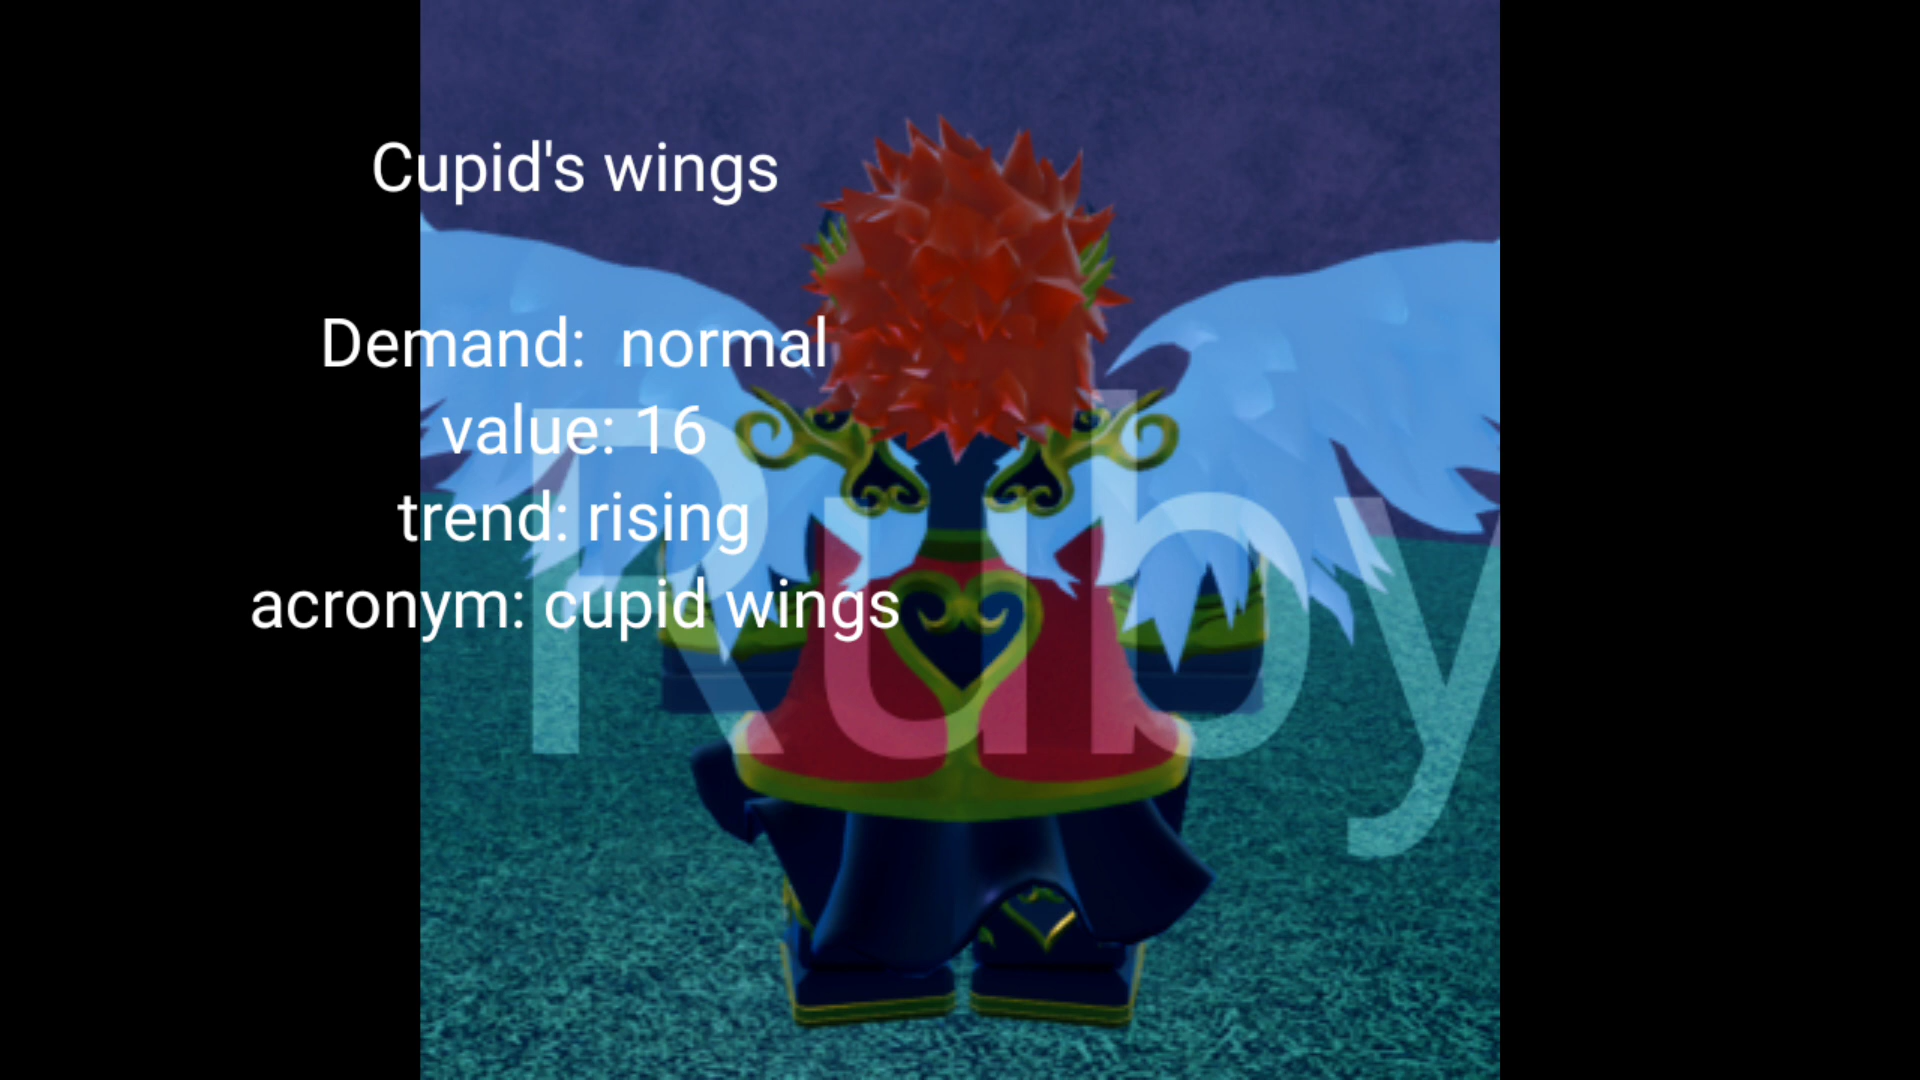 Cupid's wings
Demand:  normal
value: 16
trend: rising
acronym: cupid wings
Ruby